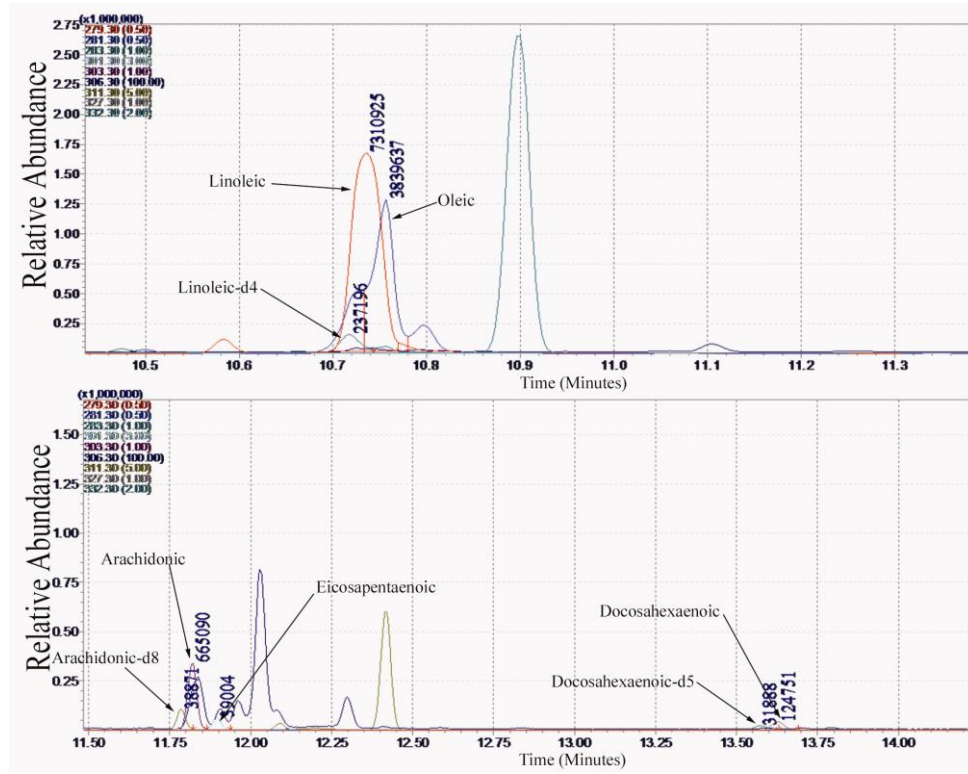 (x1,000,000)
279.30 (0.50)
281.30 (0.50)
283.30 (1.00)
301.30 (3.00)
303.30 (1.00)
306.30 (100.00)
311.30 (5.00)
327.30 (1.00)
332.30 (2.00)
Relative Abundance
2.75
2.50
2.25
2.00
1.75
1.50
1.25
1.00
0.75
0.50
0.25
Linoleic
7310925
3839637
Oleic
Linoleic-d4
237196
10.5 10.6 10.7 10.8 10.9 11.0 11.1 11.2 11.3
Time (Minutes)
(x1,000,000)
279.30 (0.50)
281.30 (0.50)
283.30 (1.00)
301.30 (3.00)
303.30 (1.00)
306.30 (100.00)
311.30 (5.00)
327.30 (1.00)
332.30 (2.00)
Relative Abundance
1.50
1.25
1.00
0.75
0.50
0.25
Arachidonic
Eicosapentaenoic
Arachidonic-d8
38871
665090
39004
Docosahexaenoic
Docosahexaenoic-d5
31888
124751
11.50 11.75 12.00 12.25 12.50 12.75 13.00 13.25 13.50 13.75 14.00
Time (Minutes)